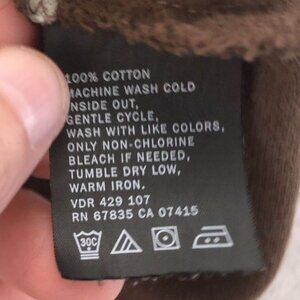 100% COTTON
MACHINE WASH COLD
INSIDE OUT,
GENTLE CYCLE,
WASH WITH LIKE COLORS,
ONLY NON-CHLORINE
BLEACH IF NEEDED,
TUMBLE DRY LOW,
WARM IRON.
VDR 429 107
RN 67835 CA 07415
30C